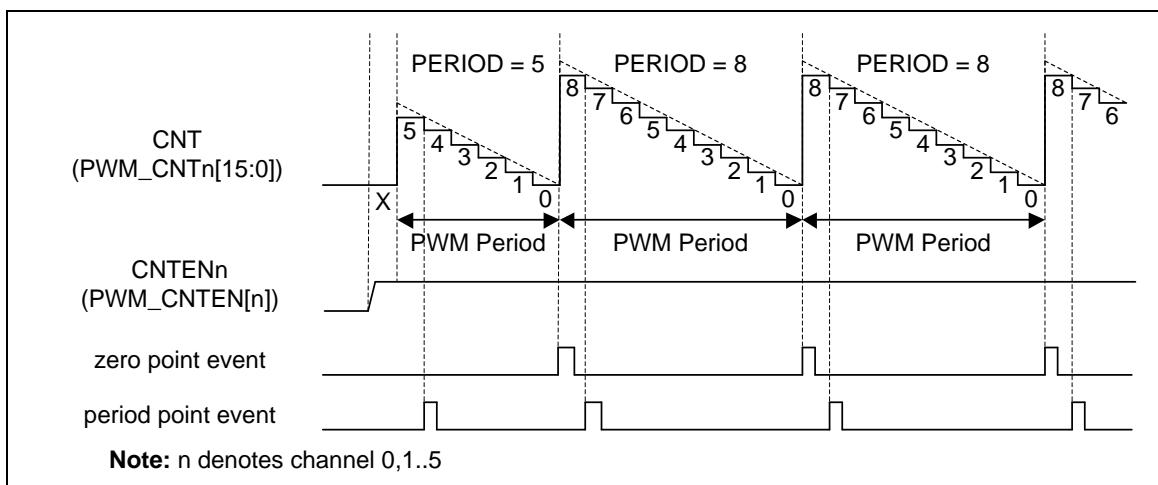 PERIOD = 5 PERIOD = 8 PERIOD = 8
8 7 6 5 4 3 2 1 0
8 7 6 5 4 3 2 1 0
8 7 6
5 4 3 2 1 0
CNT
(PWM_CNTn[15:0])
X
PWM Period PWM Period PWM Period
CNTENn
(PWM_CNTEN[n])
zero point event
period point event
Note: n denotes channel 0,1..5